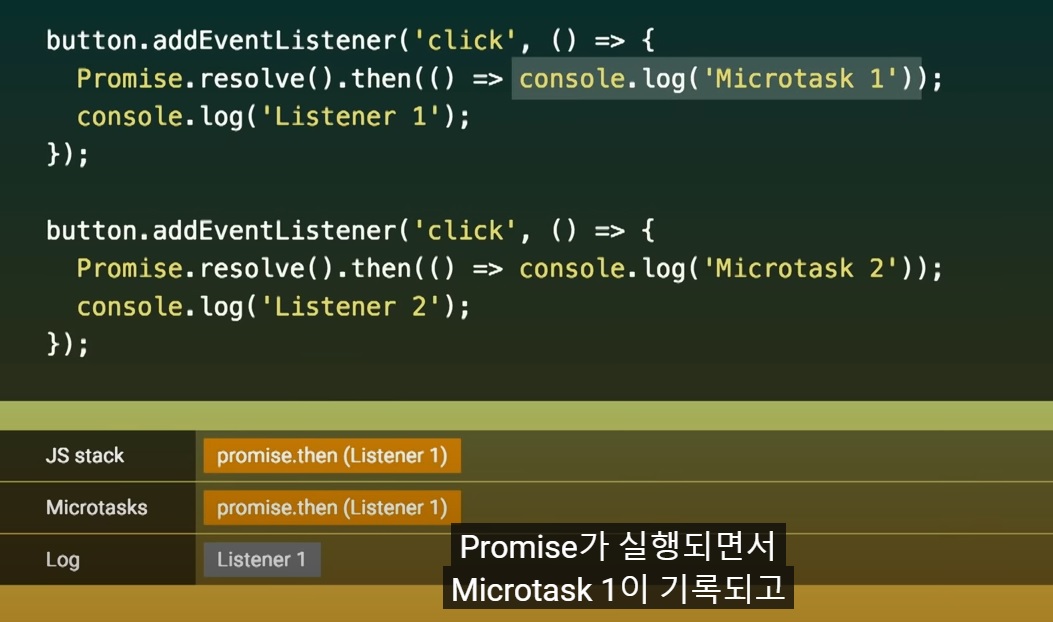 button.addEventListener('click', () => {
Promise.resolve().then(() => console.log('Microtask 1'));
console.log('Listener 1');
});
button.addEventListener('click', () => {
Promise.resolve().then(() => console.log('Microtask 2'));
console.log('Listener 2');
});
JS stack promise.then (Listener 1)
Microtasks promise.then (Listener 1)
Log Listener 1
Promise가 실행되면서
Microtask 1이 기록되고